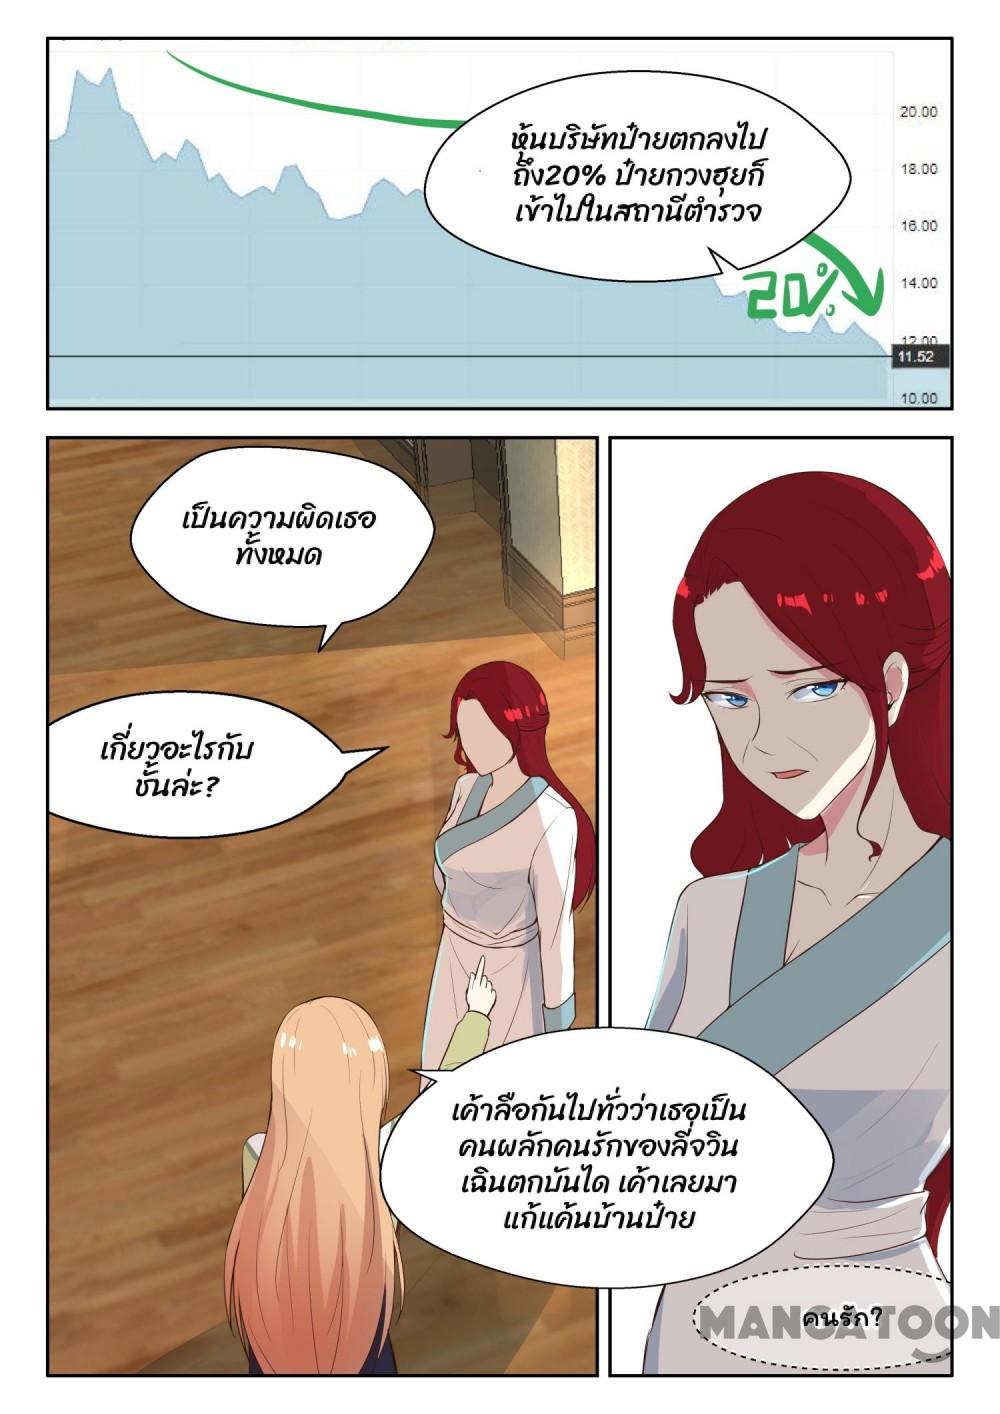 20.00
18.00
16.00
14.00
12.00
11.52
10.00
หุ้นบริษัทป๋ายตกลงไป
ถึง20% ป๋ายกวงฮุยก็
เข้าไปในสถานีตำรวจ
20%
เป็นความผิดเธอ
ทั้งหมด
เกี่ยวอะไรกับ
ชั้นล่ะ?
เค้าลือกันไปทั่วว่าเธอเป็น
คนผลักคนรักของลี่จวิน
เฉินตกบันได เค้าเลยมา
แก้แค้นบ้านป๋าย
คนรัก?
MANGATOON